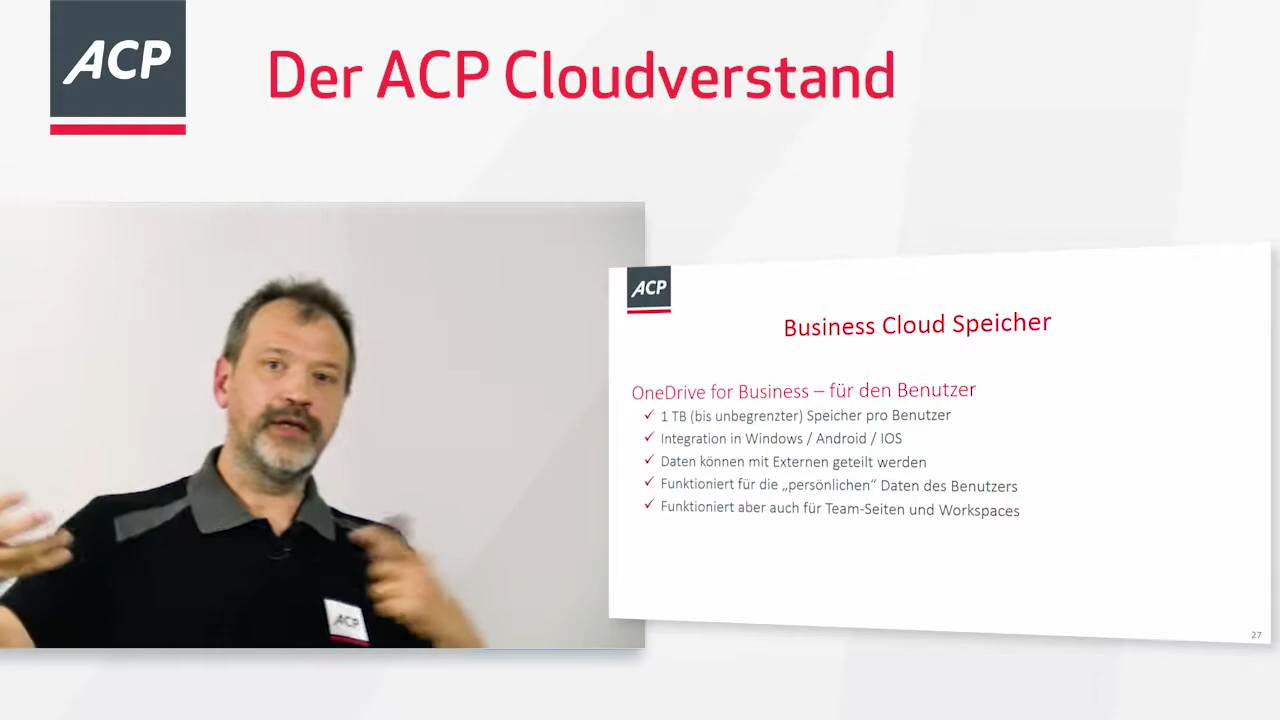 ACP
Der ACP Cloudverstand
ACP
Business Cloud Speicher
OneDrive for Business – für den Benutzer
✓ 1 TB (bis unbegrenzter) Speicher pro Benutzer
✓ Integration in Windows / Android / IOS
✓ Daten können mit Externen geteilt werden
✓ Funktioniert für die „persönlichen“ Daten des Benutzers
✓ Funktioniert aber auch für Team-Seiten und Workspaces
27
ACP